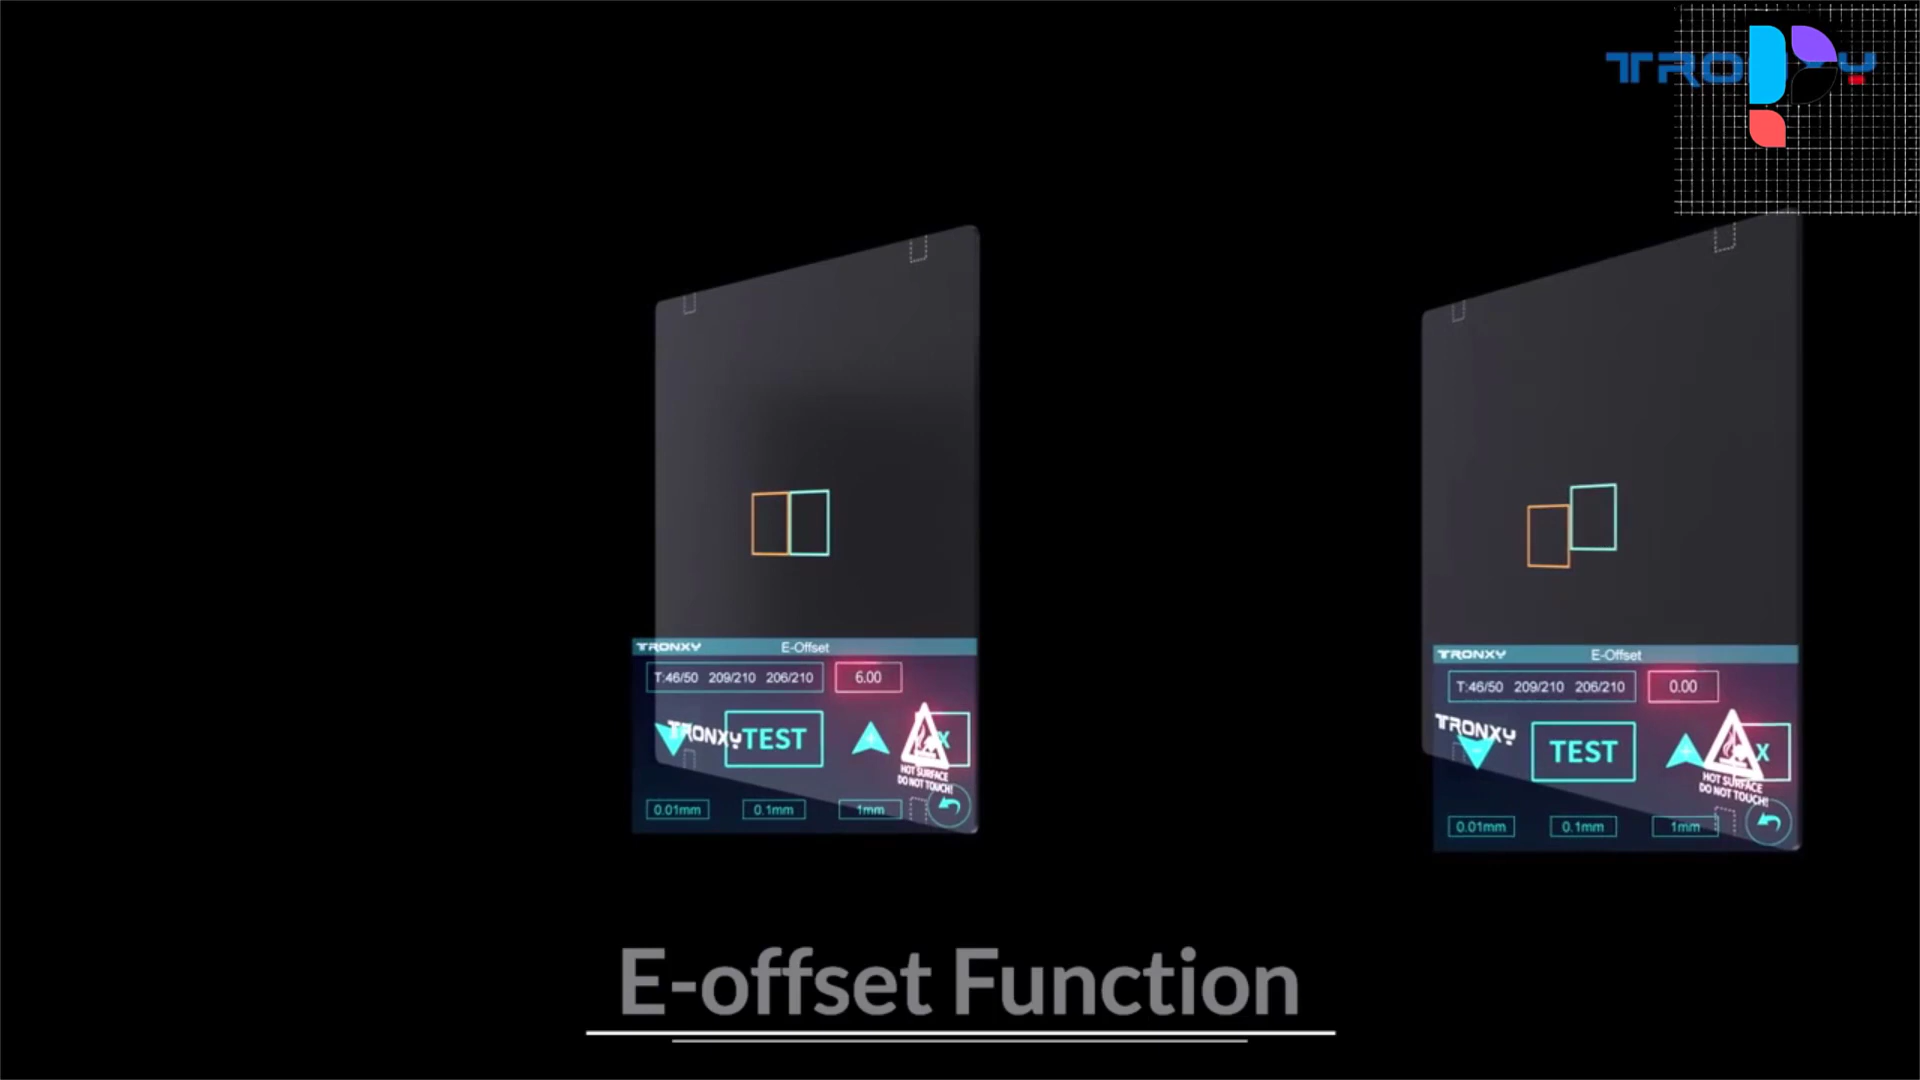 TRONXY
TRONXY E-Offset
T:46/50 209/210 206/210 6.00
TRONXY TEST
HOT SURFACE
DO NOT TOUCH!
0.01mm 0.1mm 1mm
TRONXY E-Offset
T:46/50 209/210 206/210 0.00
TRONXY TEST X
HOT SURFACE
DO NOT TOUCH!
0.01mm 0.1mm 1mm
E-offset Function